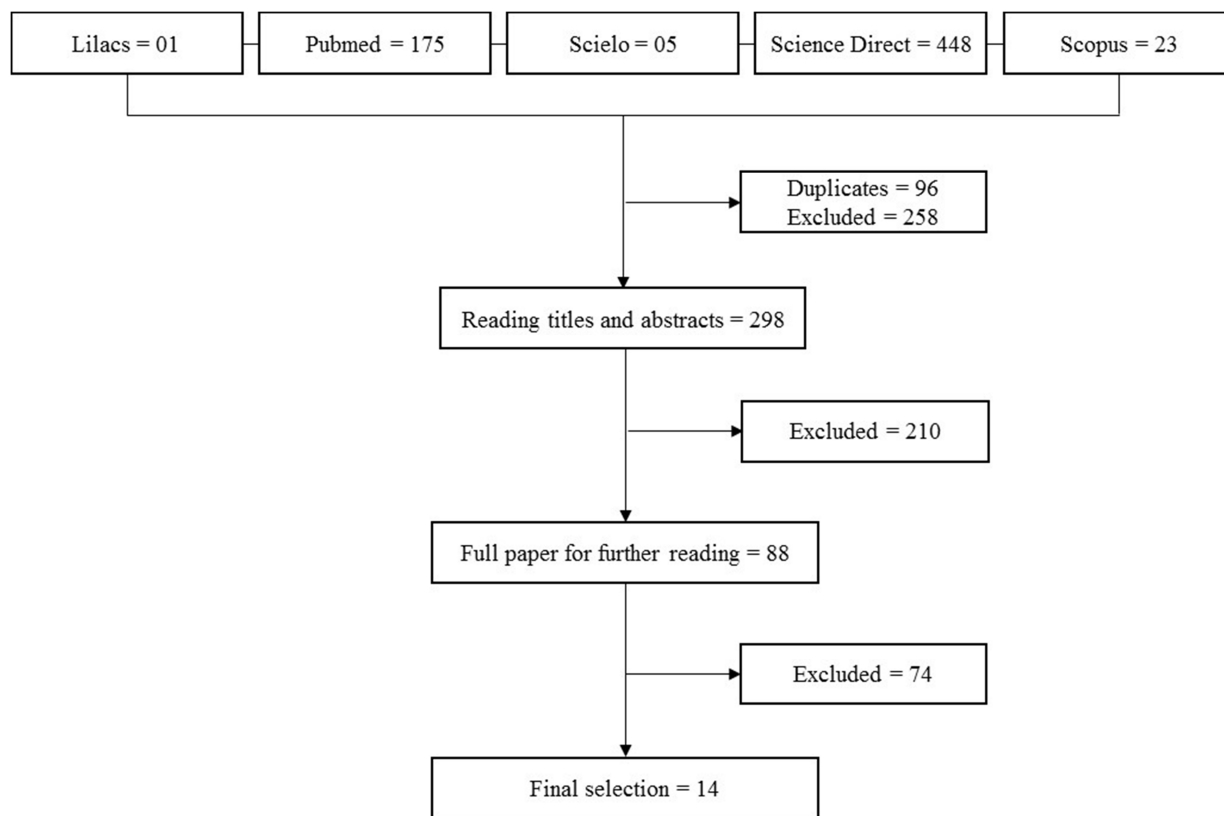 Lilacs = 01
Pubmed = 175
Scielo = 05
Science Direct = 448
Scopus = 23
Duplicates = 96
Excluded = 258
Reading titles and abstracts = 298
Excluded = 210
Full paper for further reading = 88
Excluded = 74
Final selection = 14